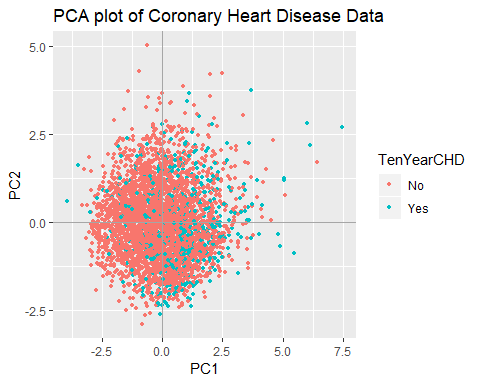 PCA plot of Coronary Heart Disease Data
5.0
2.5
0.0
-2.5
PC2
-2.5
0.0
2.5
5.0
7.5
PC1
TenYearCHD
No
Yes